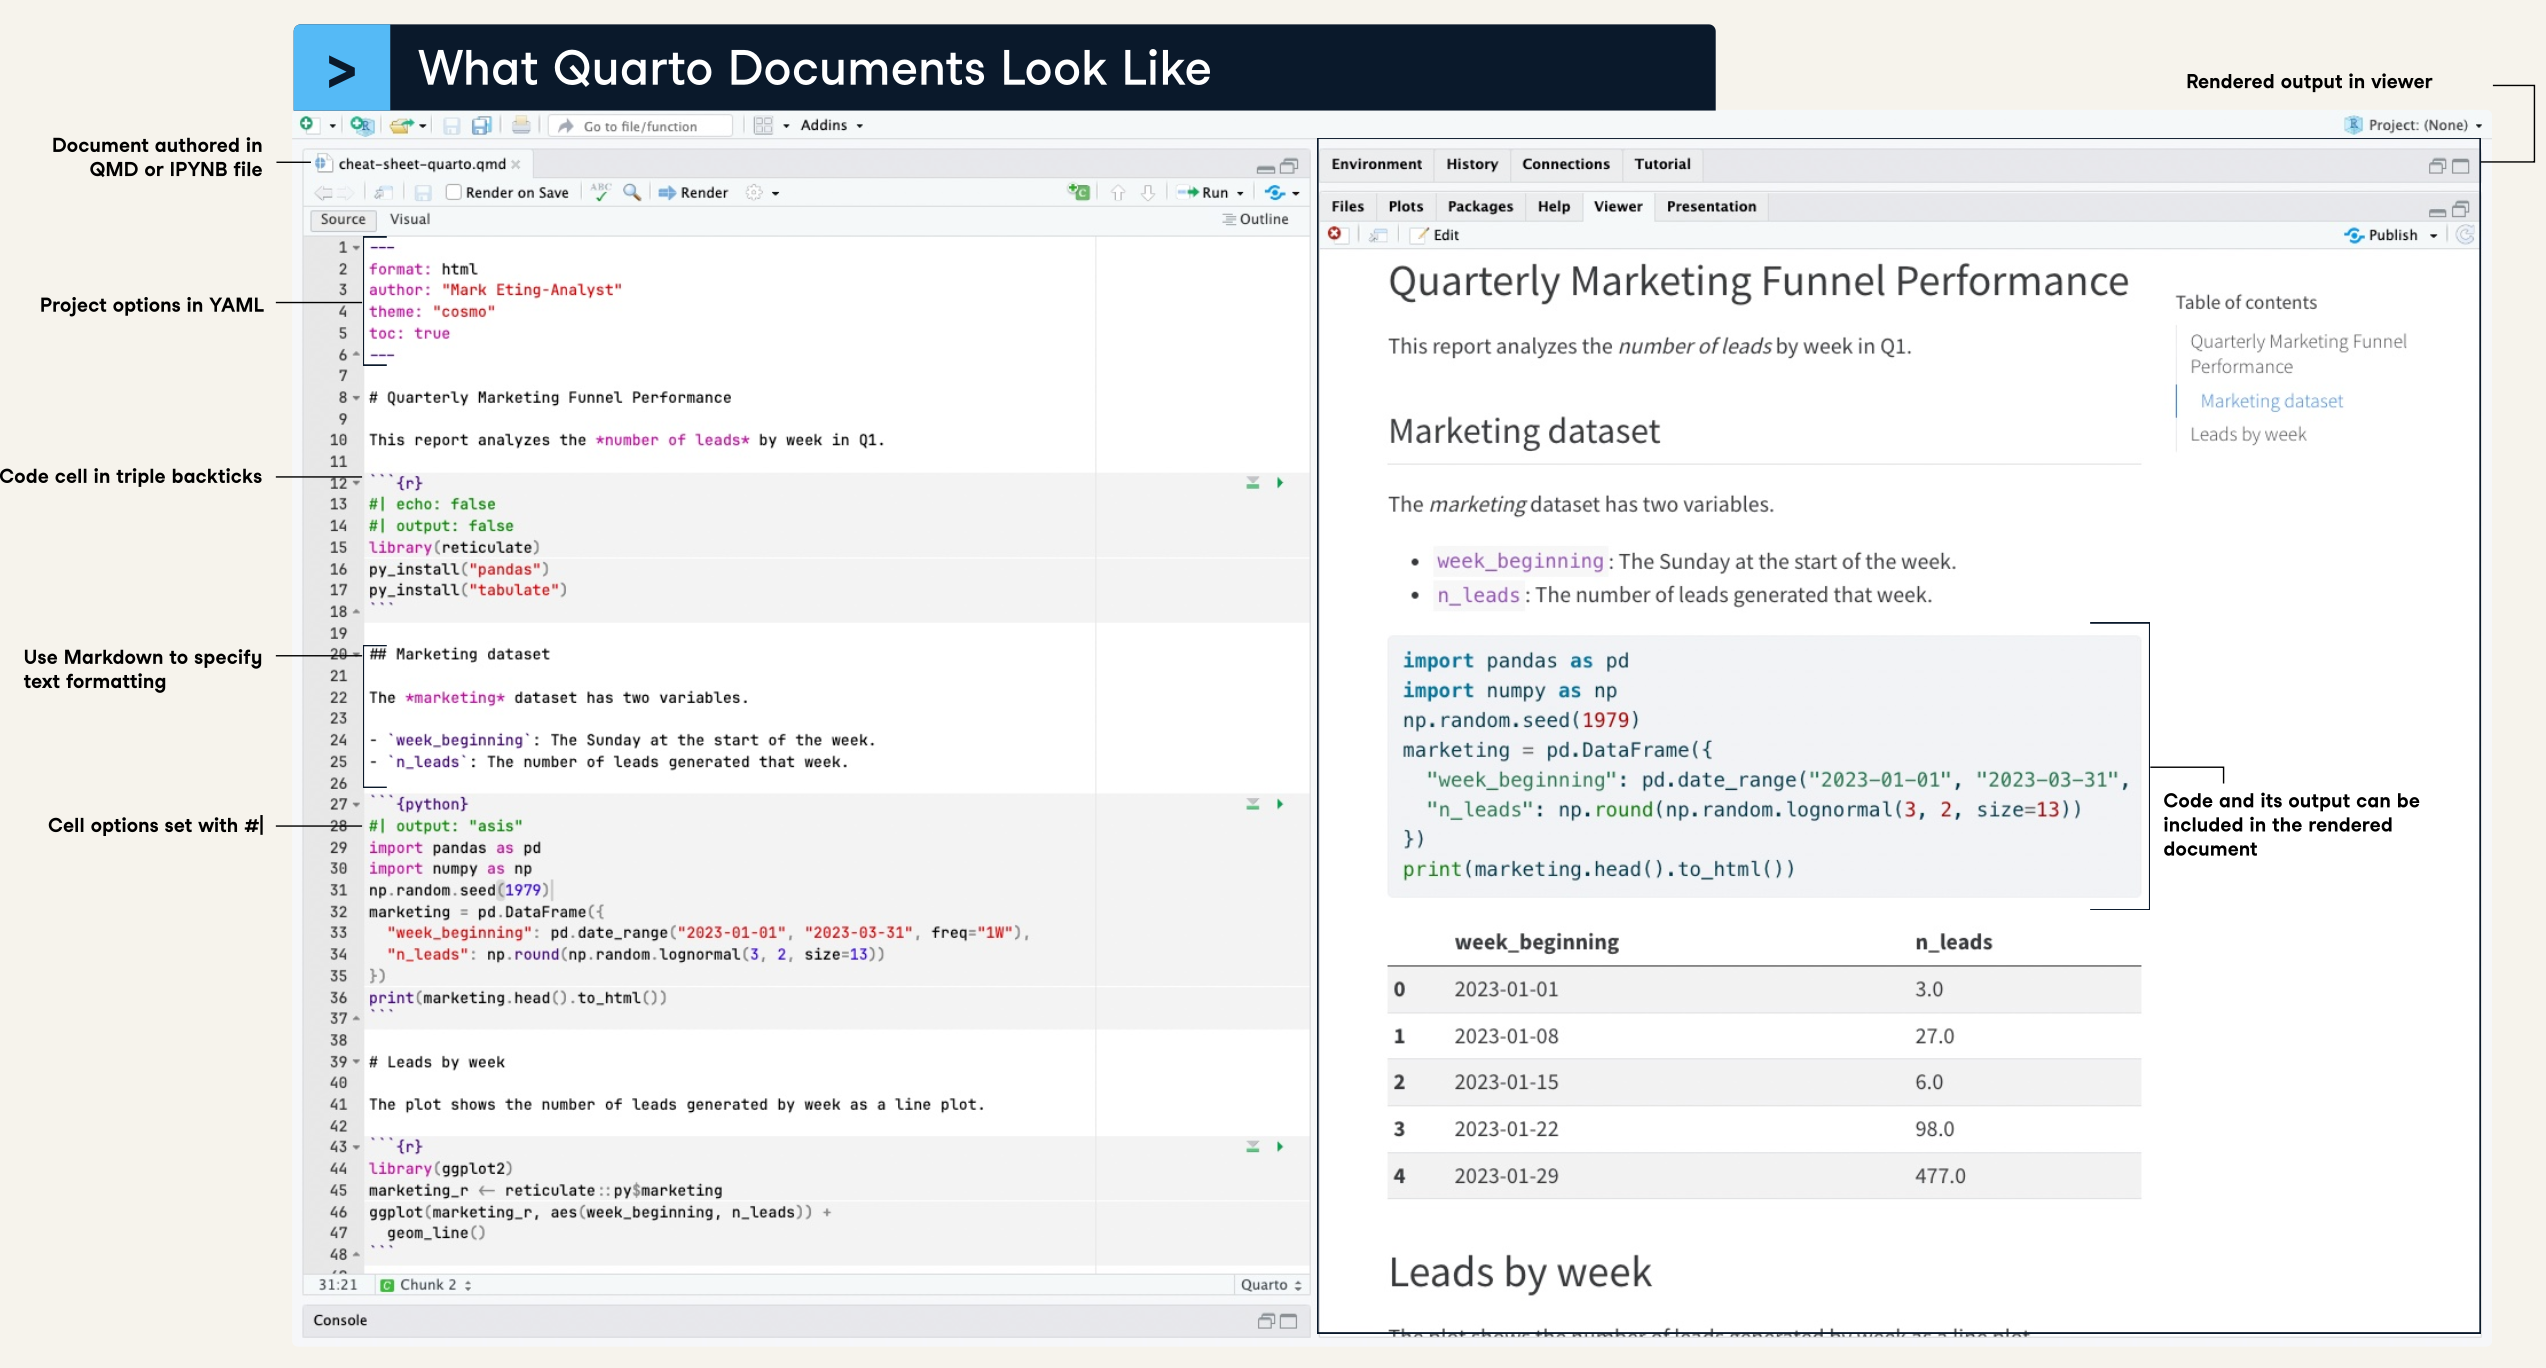 > What Quarto Documents Look Like
Rendered output in viewer
Go to file/function
Addins
Project: (None)
Document authored in
QMD or IPYNB file
cheat-sheet-quarto.qmd
Render on Save
ABC
Render
Run
Source
Visual
Outline
Project options in YAML
Code cell in triple backticks
Use Markdown to specify
text formatting
Cell options set with #|
1 ---
2 format: html
3 author: "Mark Eting-Analyst"
4 theme: "cosmo"
5 toc: true
6 ---
7
8 # Quarterly Marketing Funnel Performance
9
10 This report analyzes the *number of leads* by week in Q1.
11
12 ```{r}
13 #| echo: false
14 #| output: false
15 library(reticulate)
16 py_install("pandas")
17 py_install("tabulate")
18 ```
19
20 ## Marketing dataset
21
22 The *marketing* dataset has two variables.
23
24 - `week_beginning`: The Sunday at the start of the week.
25 - `n_leads`: The number of leads generated that week.
26
27 ```{python}
28 #| output: "asis"
29 import pandas as pd
30 import numpy as np
31 np.random.seed(1979)
32 marketing = pd.DataFrame({
33 "week_beginning": pd.date_range("2023-01-01", "2023-03-31", freq="1W"),
34 "n_leads": np.round(np.random.lognormal(3, 2, size=13))
35 })
36 print(marketing.head().to_html())
37 ```
38
39 # Leads by week
40
41 The plot shows the number of leads generated by week as a line plot.
42
43 ```{r}
44 library(ggplot2)
45 marketing_r <- reticulate::py$marketing
46 ggplot(marketing_r, aes(week_beginning, n_leads)) +
47 geom_line()
48 ```
31:21
C Chunk 2
Quarto
Console
Environment
History
Connections
Tutorial
Files
Plots
Packages
Help
Viewer
Presentation
Edit
Publish
Quarterly Marketing Funnel Performance
This report analyzes the number of leads by week in Q1.
Table of contents
Quarterly Marketing Funnel
Performance
Marketing dataset
Leads by week
Marketing dataset
The marketing dataset has two variables.
• week_beginning : The Sunday at the start of the week.
• n_leads : The number of leads generated that week.
import pandas as pd
import numpy as np
np.random.seed(1979)
marketing = pd.DataFrame({
"week_beginning": pd.date_range("2023-01-01", "2023-03-31",
"n_leads": np.round(np.random.lognormal(3, 2, size=13))
})
print(marketing.head().to_html())
Code and its output can be
included in the rendered
document
week_beginning n_leads
0 2023-01-01 3.0
1 2023-01-08 27.0
2 2023-01-15 6.0
3 2023-01-22 98.0
4 2023-01-29 477.0
Leads by week
The plot shows the number of leads generated by week as a line plot